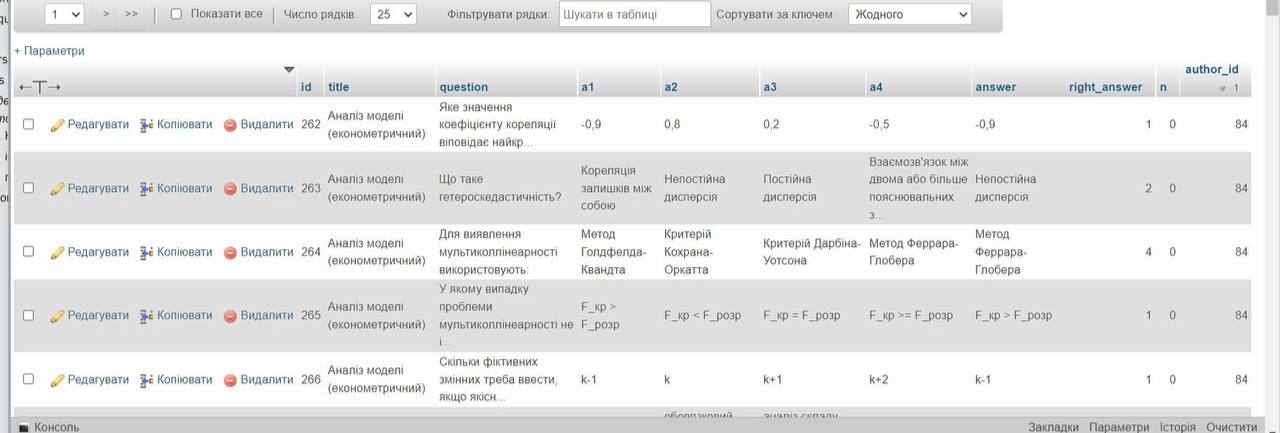 1 > >> Показати все Число рядків: 25 Фільтрувати рядки: Шукати в таблиці Сортувати за ключем: Жодного
+ Параметри
←T→ id title question a1 a2 a3 a4 answer right_answer n author_id 1
Редагувати Копіювати Видалити 262 Аналіз моделі (економетричний) Яке значення коефіцієнту кореляції віповідає найкр... -0,9 0,8 0,2 -0,5 -0,9 1 0 84
Редагувати Копіювати Видалити 263 Аналіз моделі (економетричний) Що таке гетероскедастичність? Кореляція залишків між собою Непостійна дисперсія Постійна дисперсія Взаємозв'язок між двома або більше пояснювальних з... Непостійна дисперсія 2 0 84
Редагувати Копіювати Видалити 264 Аналіз моделі (економетричний) Для виявлення мультиколлінеарності використовують: Метод Голдфелда-Квандта Критерій Кохрана-Оркатта Критерій Дарбіна-Уотсона Метод Феррара-Глобера Метод Феррара-Глобера 4 0 84
Редагувати Копіювати Видалити 265 Аналіз моделі (економетричний) У якому випадку проблеми мультиколлінеарності не і... F_кр > F_розр F_кр < F_розр F_кр = F_розр F_кр >= F_розр F_кр > F_розр 1 0 84
Редагувати Копіювати Видалити 266 Аналіз моделі (економетричний) Скільки фіктивних змінних треба ввести, якщо якісн... k-1 k k+1 k+2 k-1 1 0 84
Консоль Закладки Параметри Історія Очистити